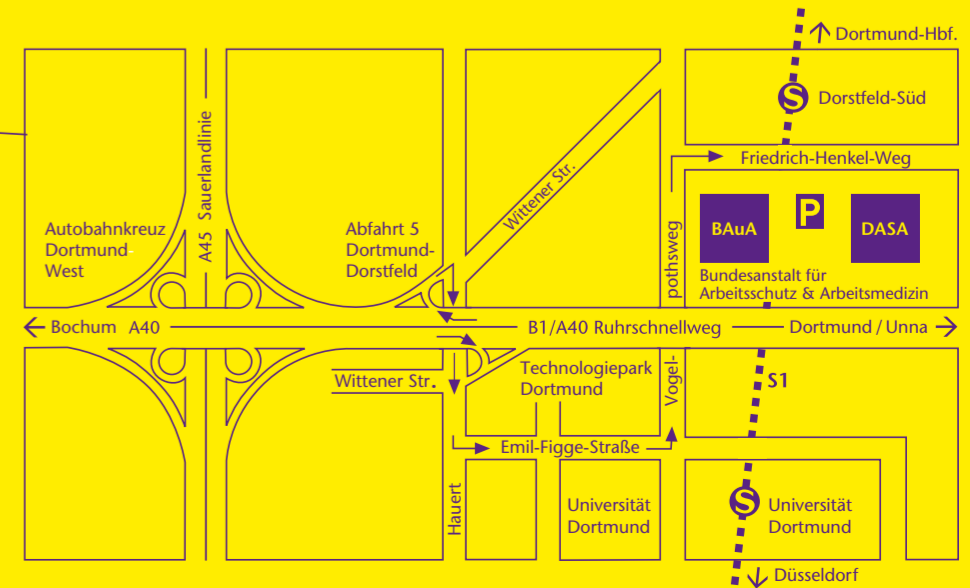 Dortmund-Hbf.
S
Dorstfeld-Süd
Friedrich-Henkel-Weg
A45 Sauerlandlinie
Wittener Str.
Autobahnkreuz
Dortmund
West
Abfahrt 5
Dortmund-
Dorstfeld
pothsweg
BAuA
P
DASA
Bundesanstalt für
Arbeitsschutz & Arbeitsmedizin
Bochum A40
B1/A40 Ruhrschnellweg
Dortmund / Unna
Wittener Str.
Technologiepark
Dortmund
Vogel-
S1
Emil-Figge-Straße
Hauert
Universität
Dortmund
S
Universität
Dortmund
Düsseldorf